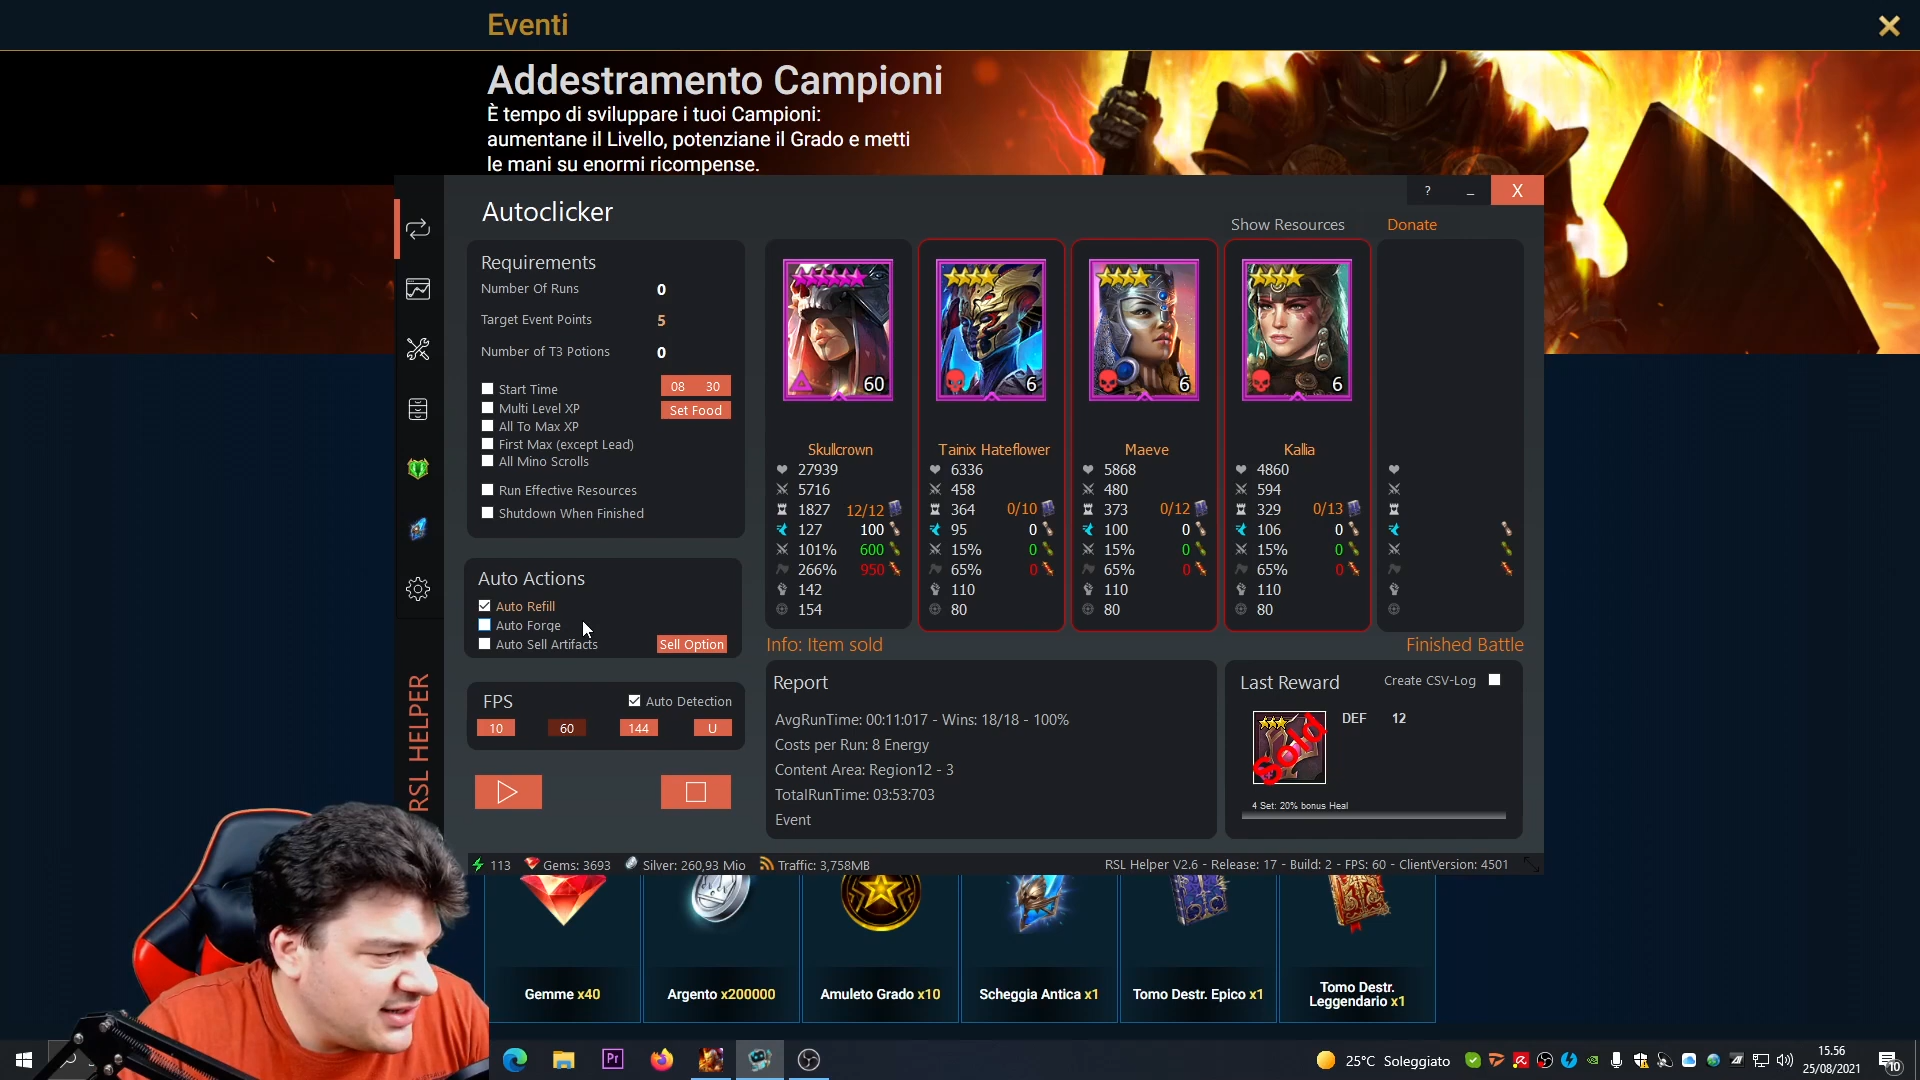 Eventi
Addestramento Campioni
È tempo di sviluppare i tuoi Campioni:
aumentane il Livello, potenziane il Grado e metti
le mani su enormi ricompense.
? _ X
Autoclicker
Show Resources Donate
Requirements
Number Of Runs 0
Target Event Points 5
Number of T3 Potions 0
Start Time 08 30
Multi Level XP Set Food
All To Max XP
First Max (except Lead)
All Mino Scrolls
Run Effective Resources
Shutdown When Finished
60
Skullcrown
27939
5716
1827 12/12
127 100
101% 600
266% 950
142
154
6
Tainix Hateflower
6336
458
364 0/10
95 0
15% 0
65% 0
110
80
6
Maeve
5868
480
373 0/12
100 0
15% 0
65% 0
110
80
6
Kallia
4860
594
329 0/13
106 0
15% 0
65% 0
110
80
Auto Actions
Auto Refill
Auto Forge
Auto Sell Artifacts Sell Option
Info: Item sold Finished Battle
FPS Auto Detection
10 60 144 U
Report
AvgRunTime: 00:11:017 - Wins: 18/18 - 100%
Costs per Run: 8 Energy
Content Area: Region12 - 3
TotalRunTime: 03:53:703
Event
Last Reward Create CSV-Log
Sold
DEF 12
4 Set: 20% bonus Heal
RSL HELPER
113 Gems: 3693 Silver: 260,93 Mio Traffic: 3,758MB RSL Helper V2.6 - Release: 17 - Build: 2 - FPS: 60 - ClientVersion: 4501
Gemme x40
Argento x200000
Amuleto Grado x10
Scheggia Antica x1
Tomo Destr. Epico x1
Tomo Destr.
Leggendario x1
Pr
25°C Soleggiato
15.56
25/08/2021
10